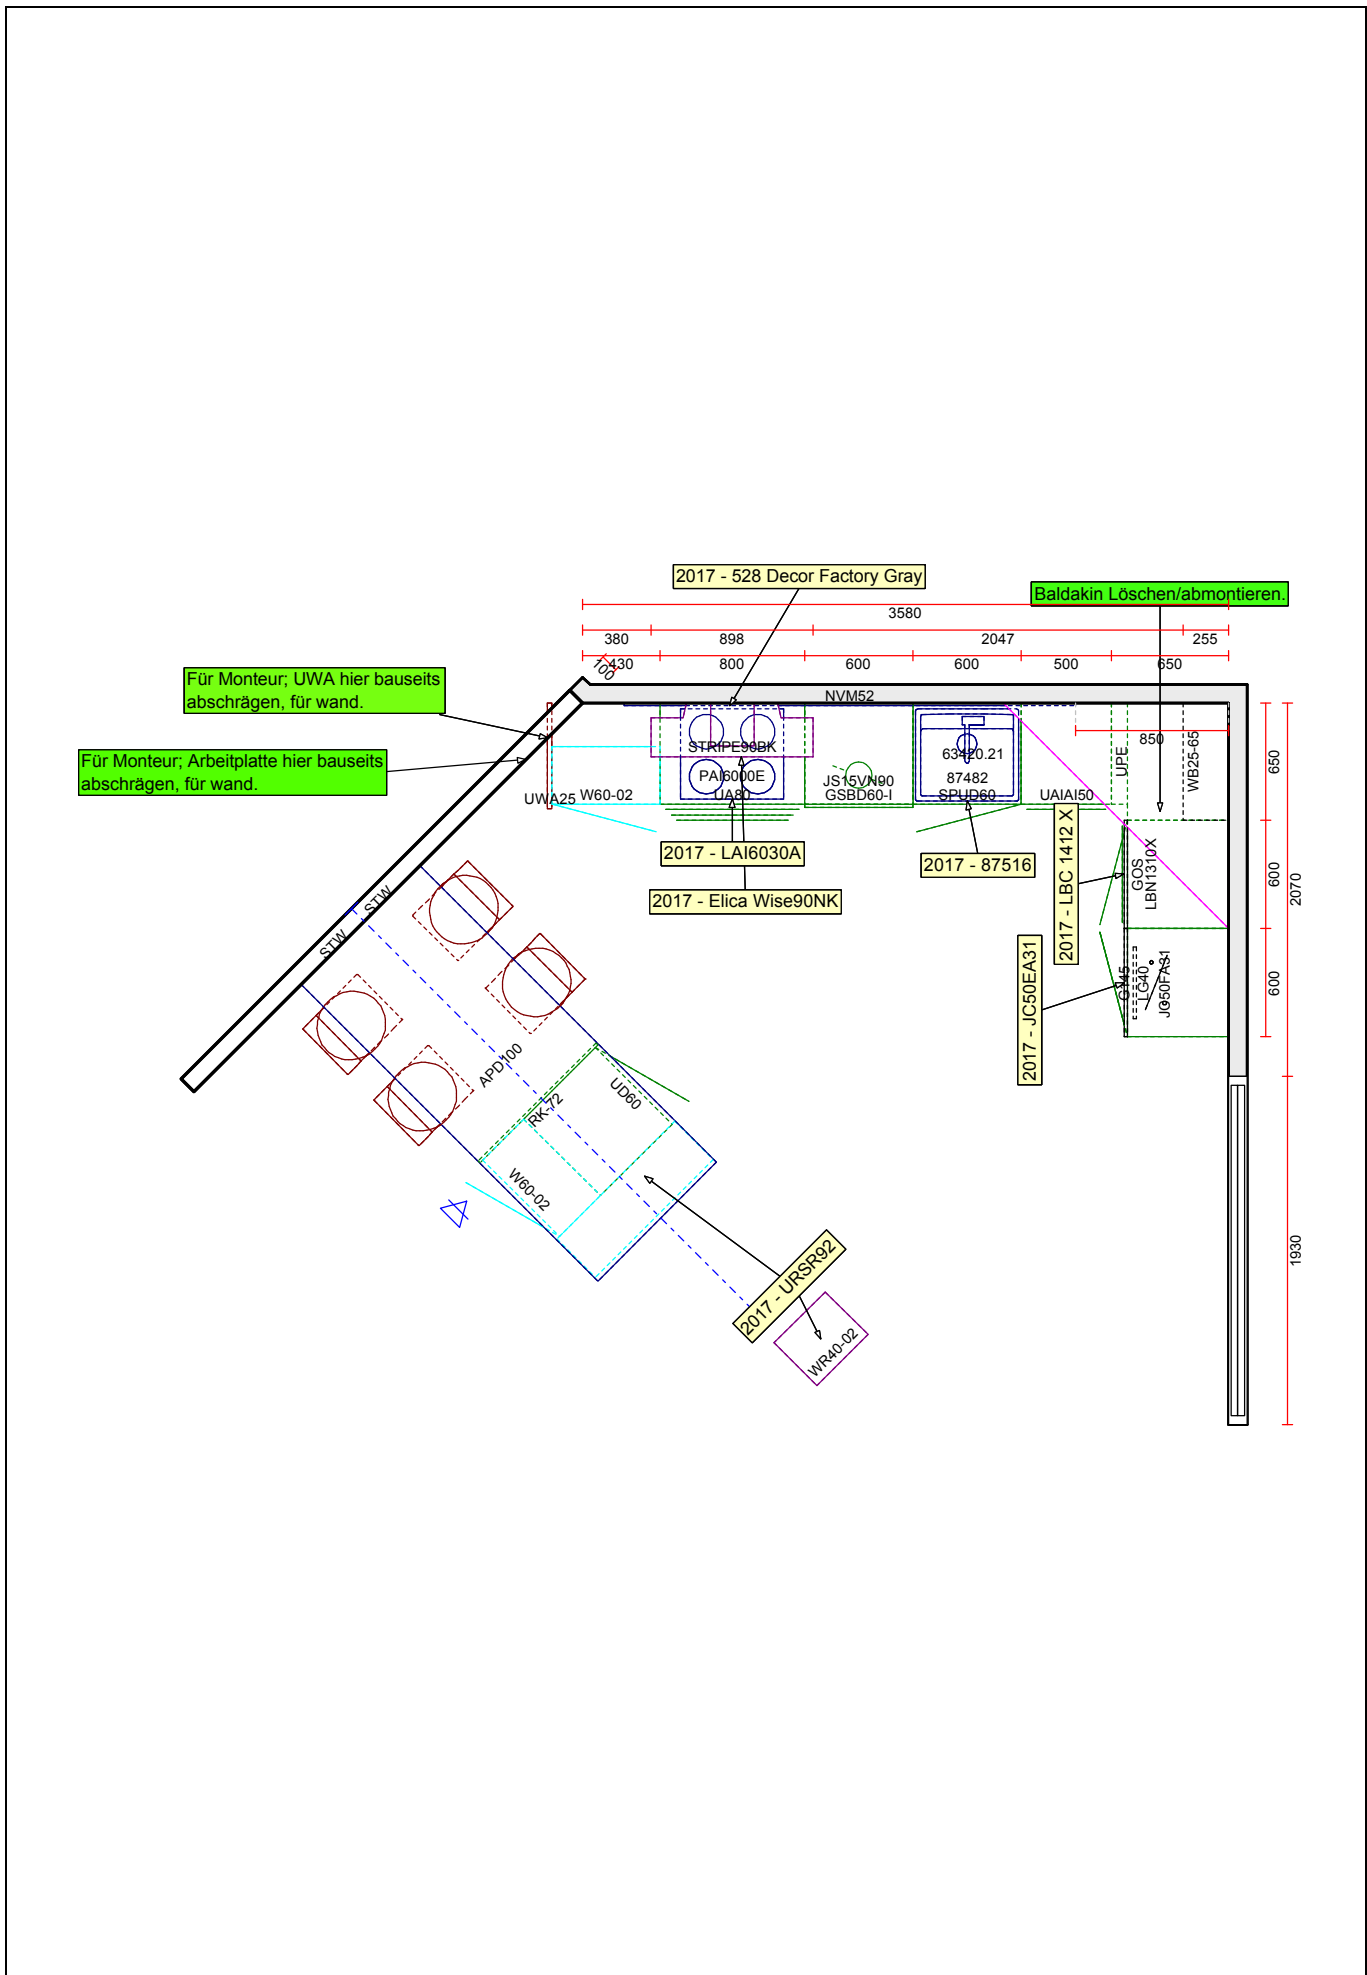 2017 - 528 Decor Factory Gray
Baldakin Löschen/abmontieren.
3580
380
898
2047
255
100
430
800
600
600
500
650
Für Monteur; UWA hier bauseits
abschrägen, für wand.
NVM52
850
STRIPE90BK
63420.21
Für Monteur; Arbeitplatte hier bauseits
abschrägen, für wand.
PAI6000E
JS15VN90
87482
UPE
WB25-65
650
UWA25
W60-02
UA80
GSBD60-I
SPUD60
UAIAI50
2017 - LAI6030A
2017 - 87516
2017 - LBC 1412 X
GOS
LBN1310X
600
2070
2017 - Elica Wise90NK
STW
STW
2017 - JC50EA31
G145
LG40
600
APD100
UD60
RK-72
W60-02
2017 - URSR92
WR40-02
1930